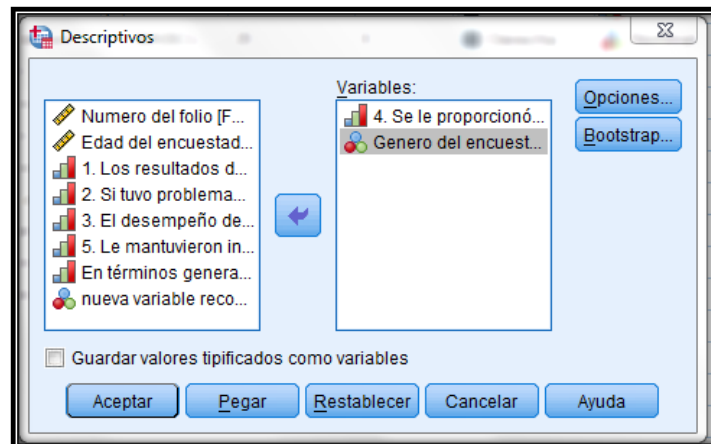 Descriptivos
Numero del folio [F...
Edad del encuestad...
1. Los resultados d...
2. Si tuvo problema...
3. El desempeño de...
5. Le mantuvieron in...
En términos genera...
nueva variable reco...
Variables:
4. Se le proporcionó...
Genero del encuest...
Opciones...
Bootstrap...
Guardar valores tipificados como variables
Aceptar Pegar Restablecer Cancelar Ayuda